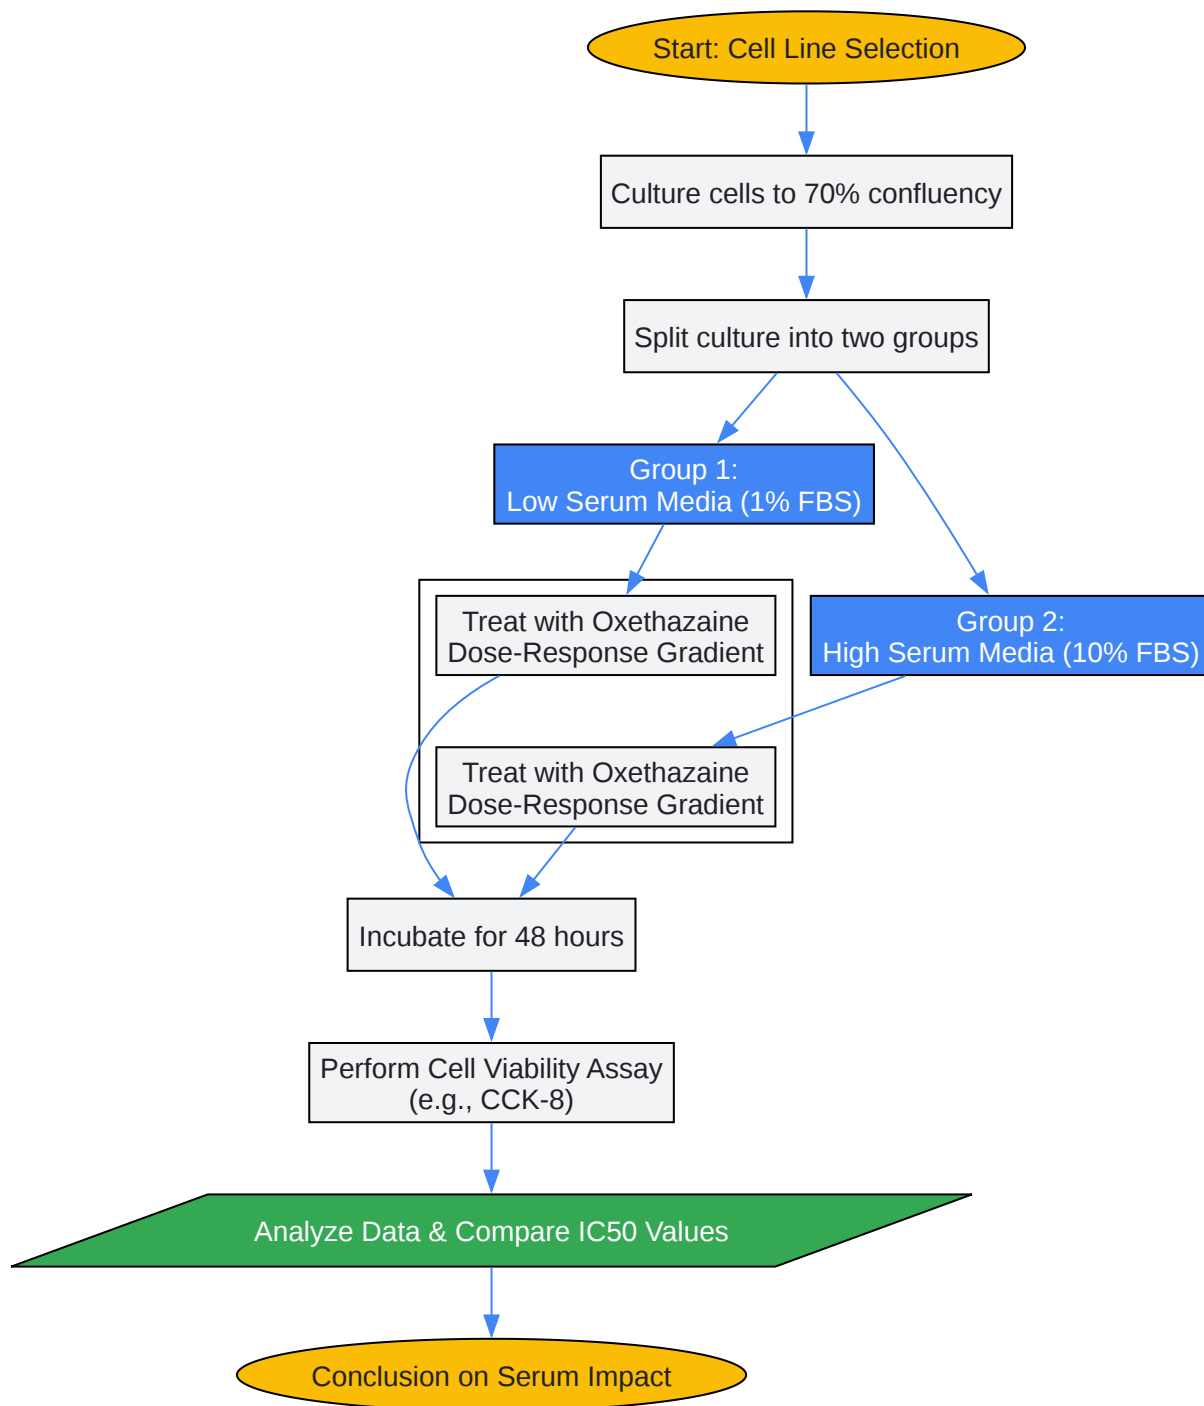 Start: Cell Line Selection
Culture cells to 70% confluency
Split culture into two groups
Group 1:
Low Serum Media (1% FBS)
Treat with Oxethazaine
Dose-Response Gradient
Group 2:
High Serum Media (10% FBS)
Treat with Oxethazaine
Dose-Response Gradient
Incubate for 48 hours
Perform Cell Viability Assay
(e.g., CCK-8)
Analyze Data & Compare IC50 Values
Conclusion on Serum Impact